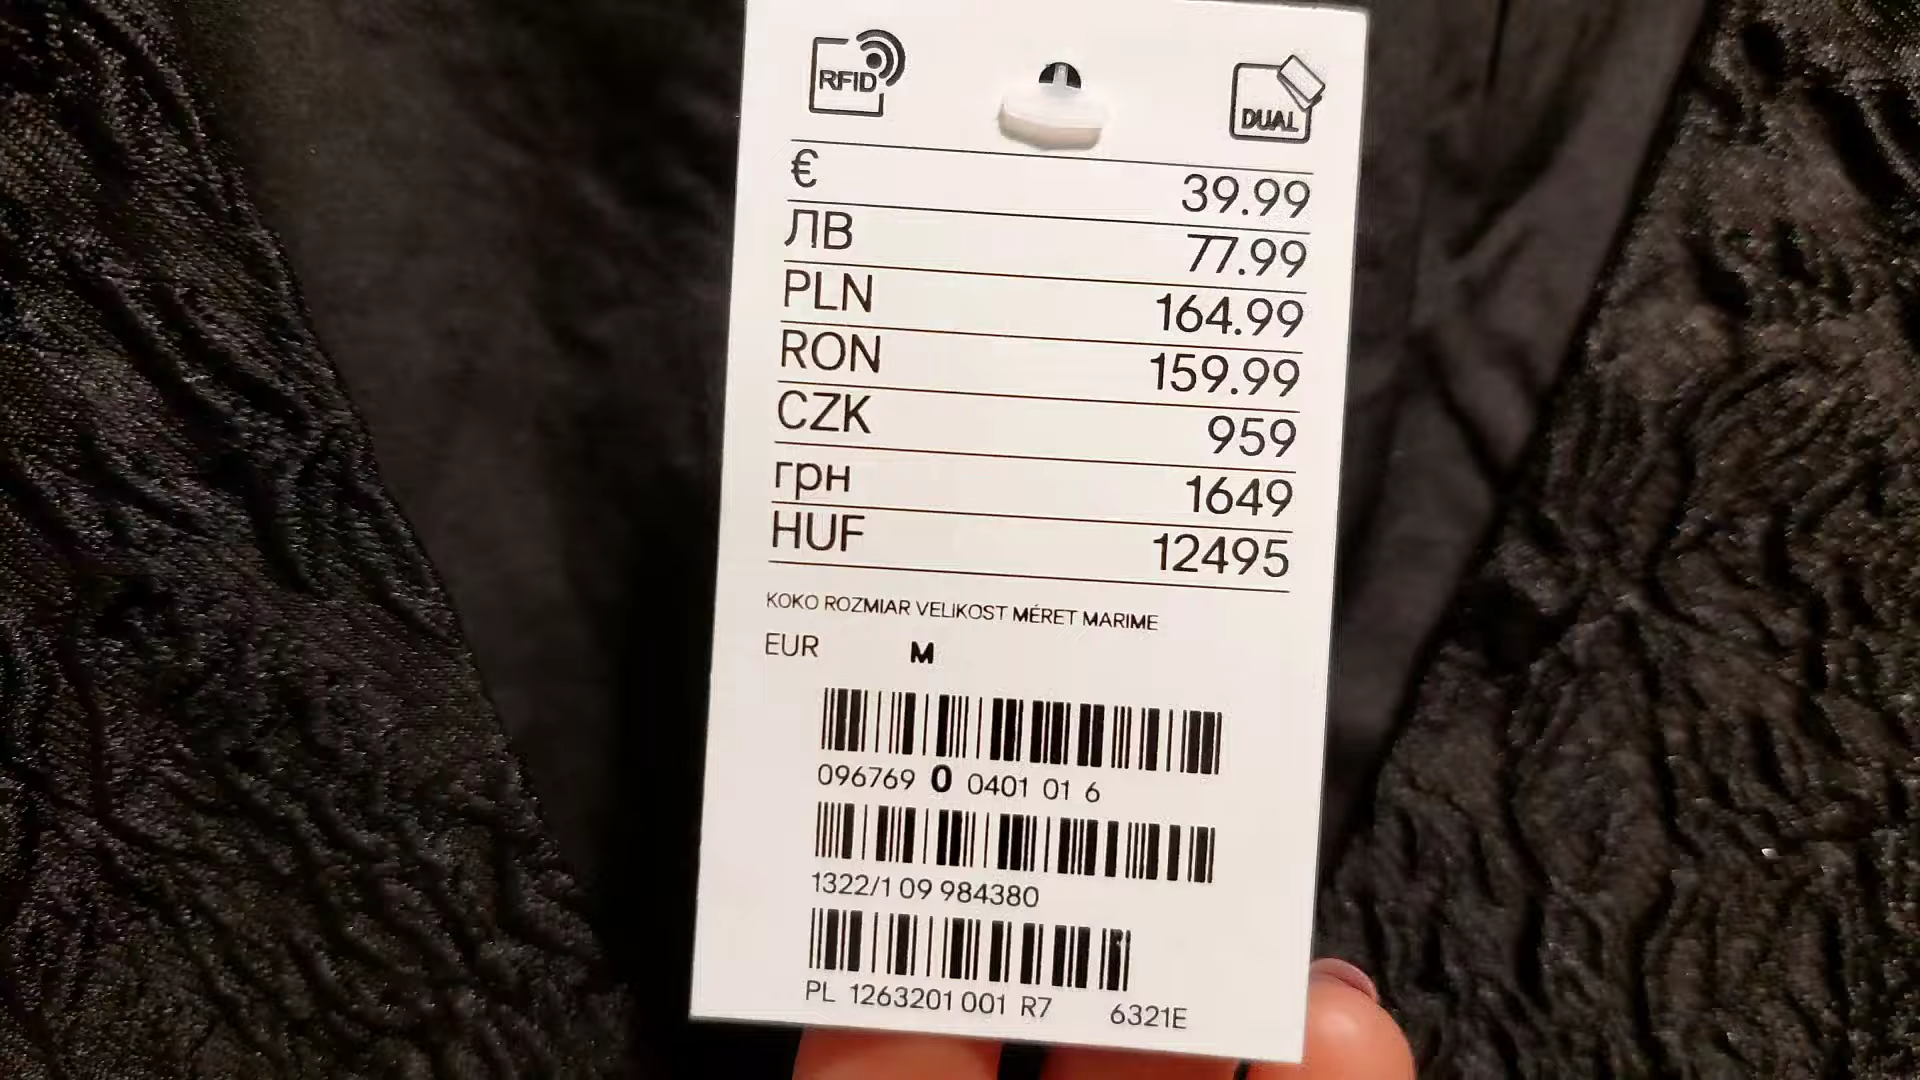 RFID
DUAL
€ 39.99
ЛВ 77.99
PLN 164.99
RON 159.99
CZK 959
грн 1649
HUF 12495
KOKO ROZMIAR VELIKOST MÉRET MARIME
EUR M
096769 0 0401 01 6
1322/1 09 984380
PL 1263201 001 R7 6321E